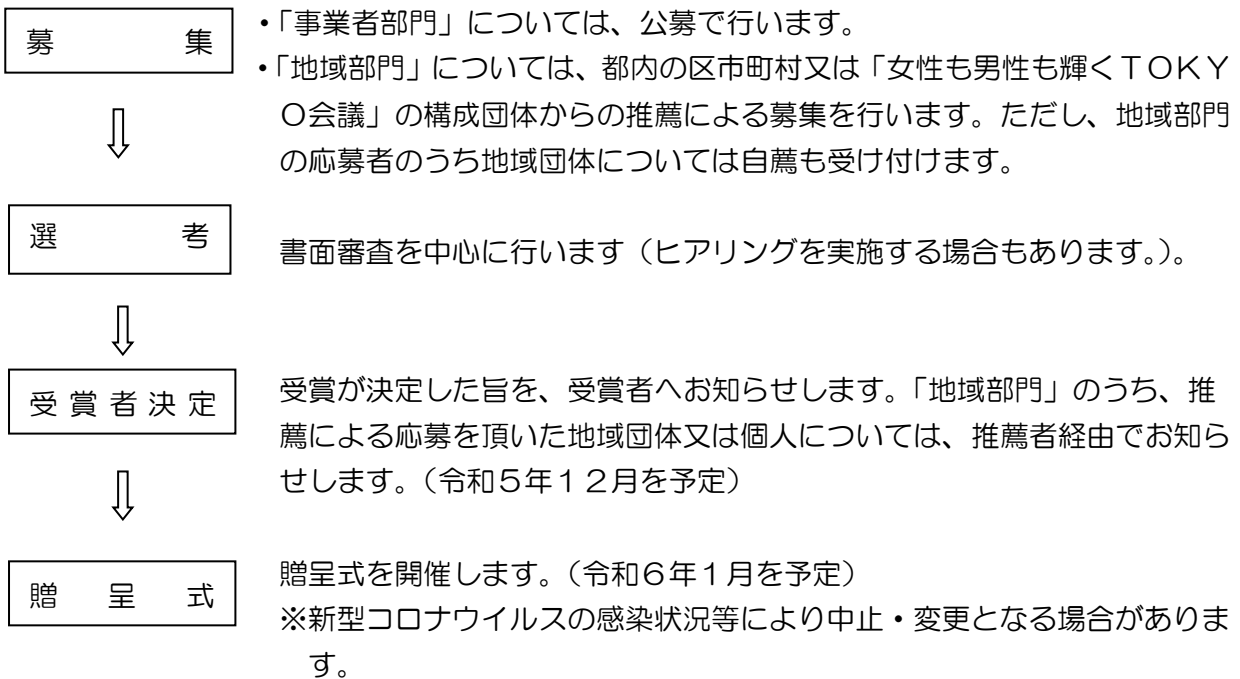 募　　　　集
・「事業者部門」については、公募で行います。
・「地域部門」については、都内の区市町村又は「女性も男性も輝くＴＯＫＹ
Ｏ会議」の構成団体からの推薦による募集を行います。ただし、地域部門
の応募者のうち地域団体については自薦も受け付けます。
選　　　　考
書面審査を中心に行います（ヒアリングを実施する場合もあります。）。
受 賞 者 決 定
受賞が決定した旨を、受賞者へお知らせします。「地域部門」のうち、推
薦による応募を頂いた地域団体又は個人については、推薦者経由でお知ら
せします。（令和５年１２月を予定）
贈　呈　式
贈呈式を開催します。（令和６年１月を予定）
※新型コロナウイルスの感染状況等により中止・変更となる場合がありま
す。